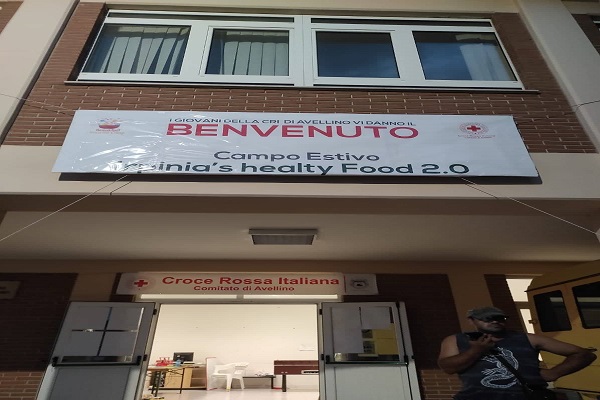 I GIOVANI DELLA CRI DI AVELLINO VI DANNO IL
BENVENUTO
Campo Estivo
Irpinia's healty Food 2.0
Croce Rossa Italiana
Comitato di Avellino